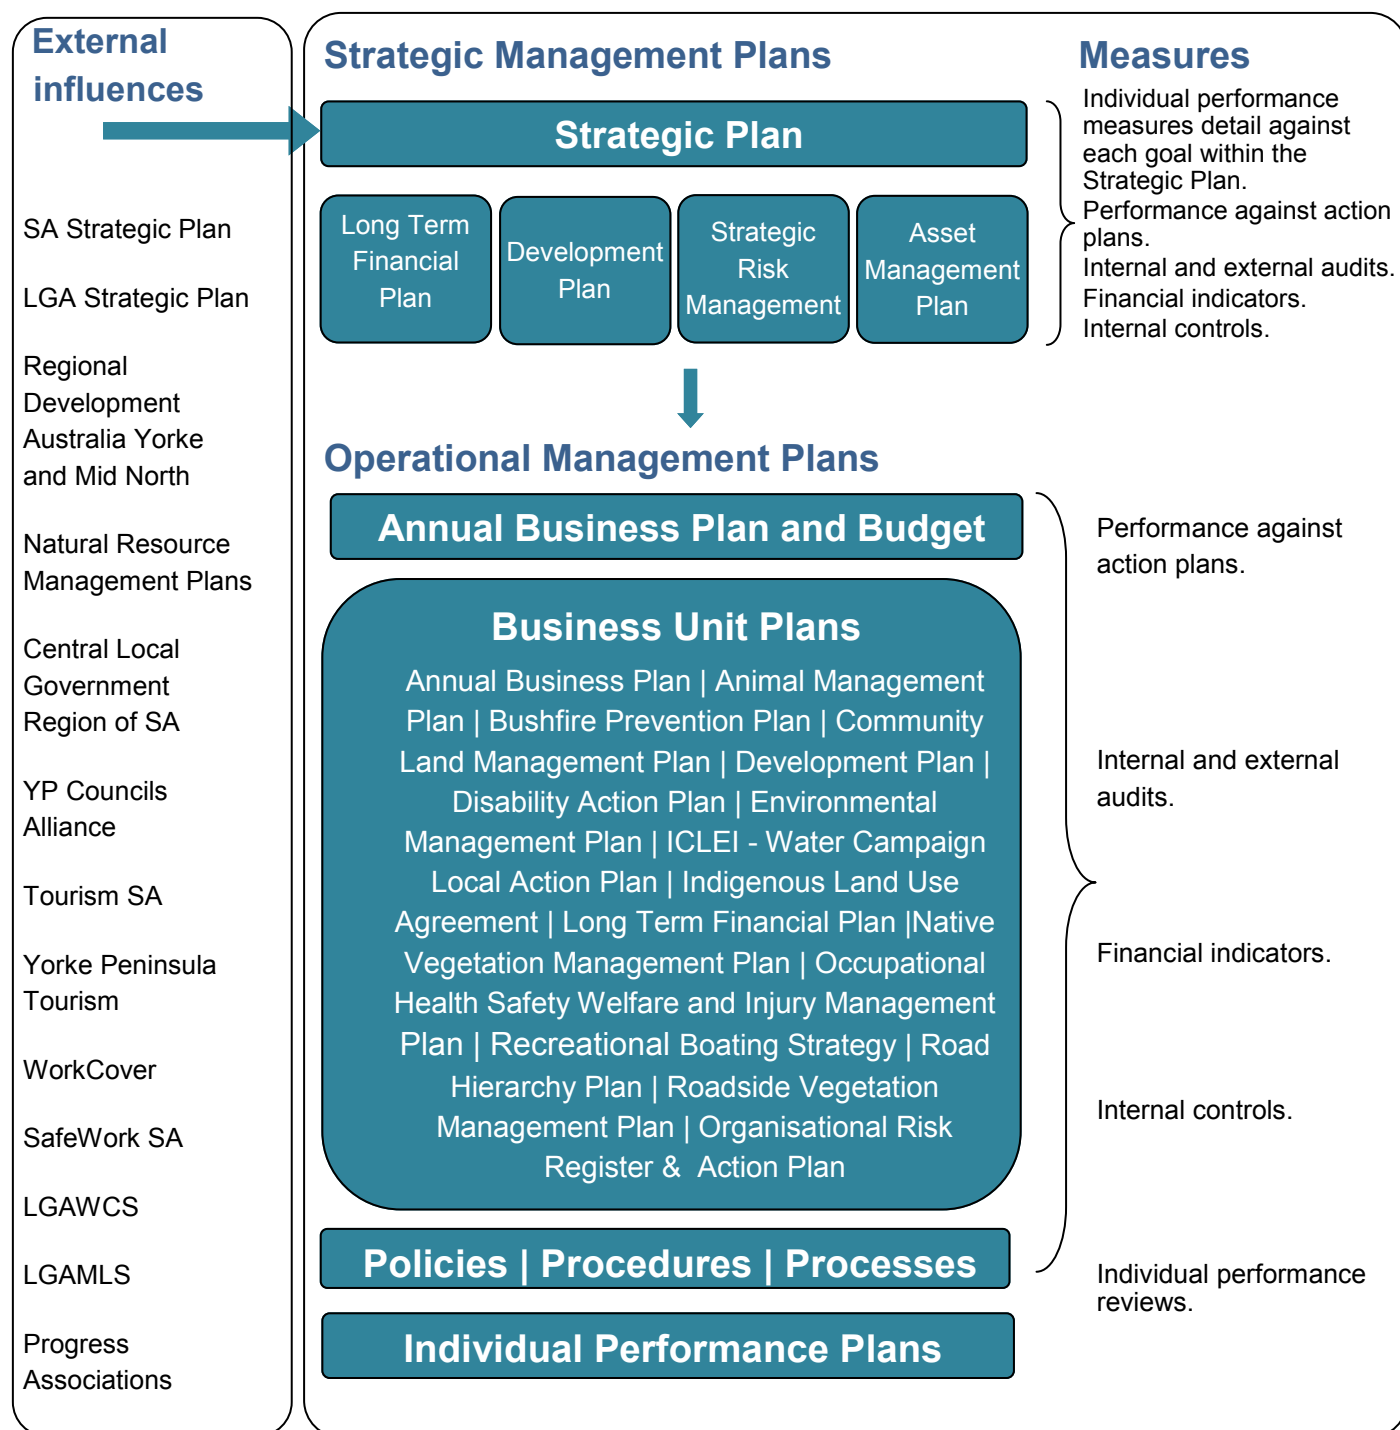 External
influences
SA Strategic Plan
LGA Strategic Plan
Regional
Development
Australia Yorke
and Mid North
Natural Resource
Management Plans
Central Local
Government
Region of SA
YP Councils
Alliance
Tourism SA
Yorke Peninsula
Tourism
WorkCover
SafeWork SA
LGAWCS
LGAMLS
Progress
Associations
Strategic Management Plans
Strategic Plan
Long Term
Financial
Plan
Development
Plan
Strategic
Risk
Management
Asset
Management
Plan
Measures
Individual performance
measures detail against
each goal within the
Strategic Plan.
Performance against action
plans.
Internal and external audits.
Financial indicators.
Internal controls.
Operational Management Plans
Annual Business Plan and Budget
Business Unit Plans
Annual Business Plan | Animal Management
Plan | Bushfire Prevention Plan | Community
Land Management Plan | Development Plan |
Disability Action Plan | Environmental
Management Plan | ICLEI - Water Campaign
Local Action Plan | Indigenous Land Use
Agreement | Long Term Financial Plan |Native
Vegetation Management Plan | Occupational
Health Safety Welfare and Injury Management
Plan | Recreational Boating Strategy | Road
Hierarchy Plan | Roadside Vegetation
Management Plan | Organisational Risk
Register &  Action Plan
Policies | Procedures | Processes
Individual Performance Plans
Performance against
action plans.
Internal and external
audits.
Financial indicators.
Internal controls.
Individual performance
reviews.